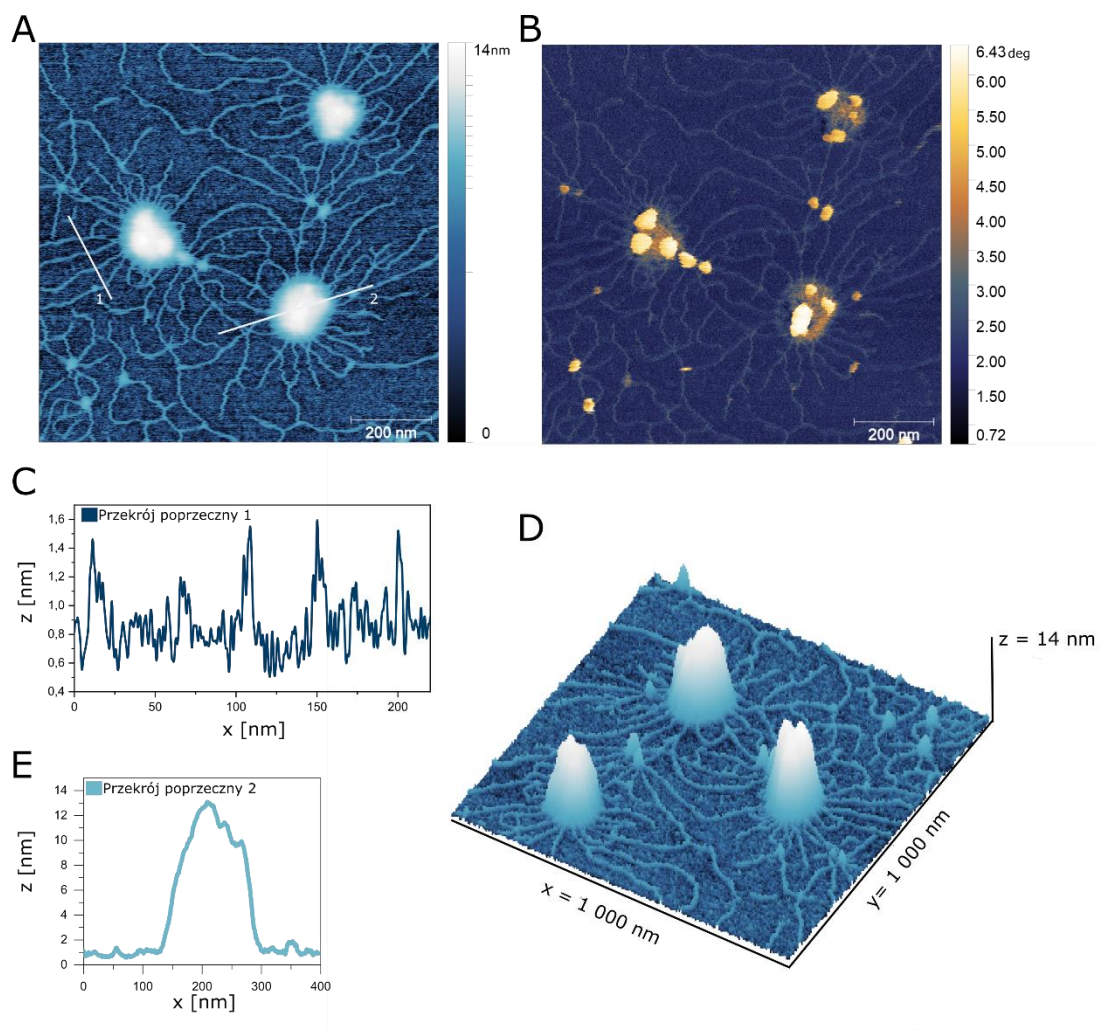 A
14nm
0
1
2
200 nm
B
6.43 deg
6.00
5.50
5.00
4.50
4.00
3.50
3.00
2.50
2.00
1.50
0.72
200 nm
C
Przekrój poprzeczny 1
1,6
1,4
1,2
1,0
0,8
0,6
0,4
z [nm]
0
50
100
150
200
x [nm]
D
z = 14 nm
x = 1 000 nm
y= 1 000 nm
E
Przekrój poprzeczny 2
14
12
10
8
6
4
2
0
z [nm]
0
100
200
300
400
x [nm]